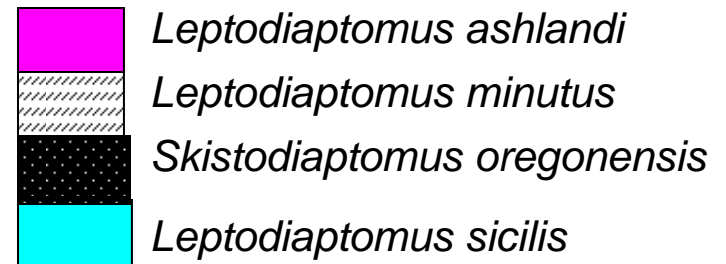 Leptodiaptomus ashlandi
Leptodiaptomus minutus
Skistodiaptomus oregonensis
Leptodiaptomus sicilis